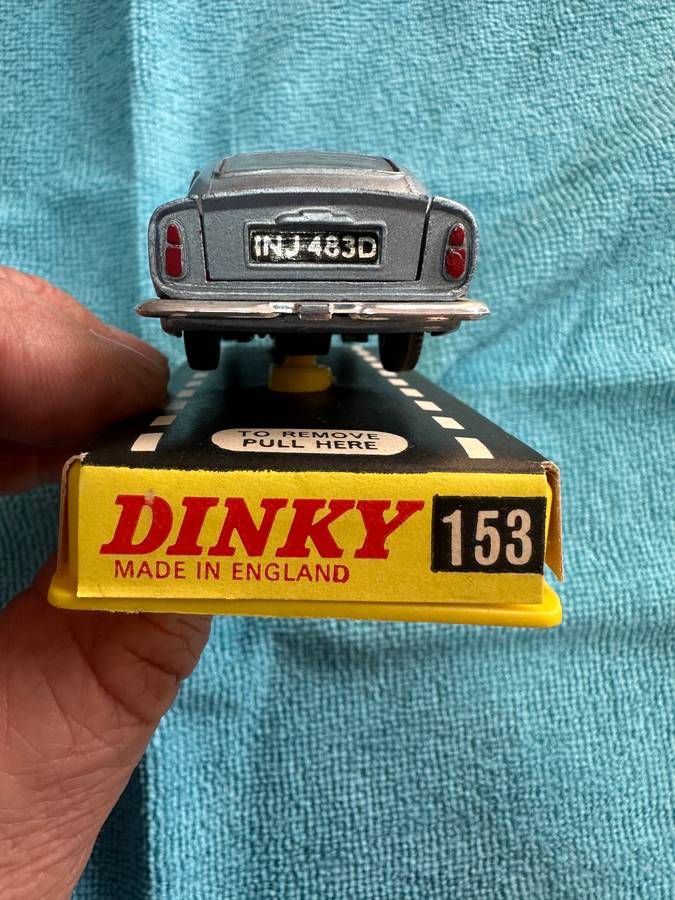 INJ 483D
TO REMOVE
PULL HERE
DINKY
153
MADE IN ENGLAND